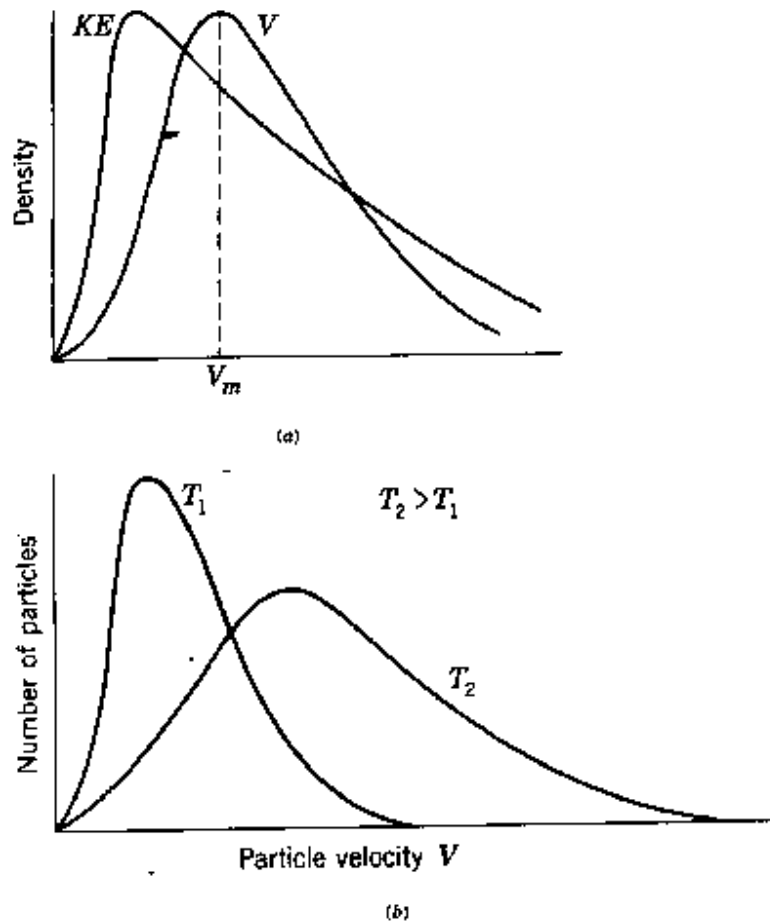 KE
V
Density
V_m
(a)
T_1
T_2 > T_1
Number of particles
T_2
Particle velocity V
(b)